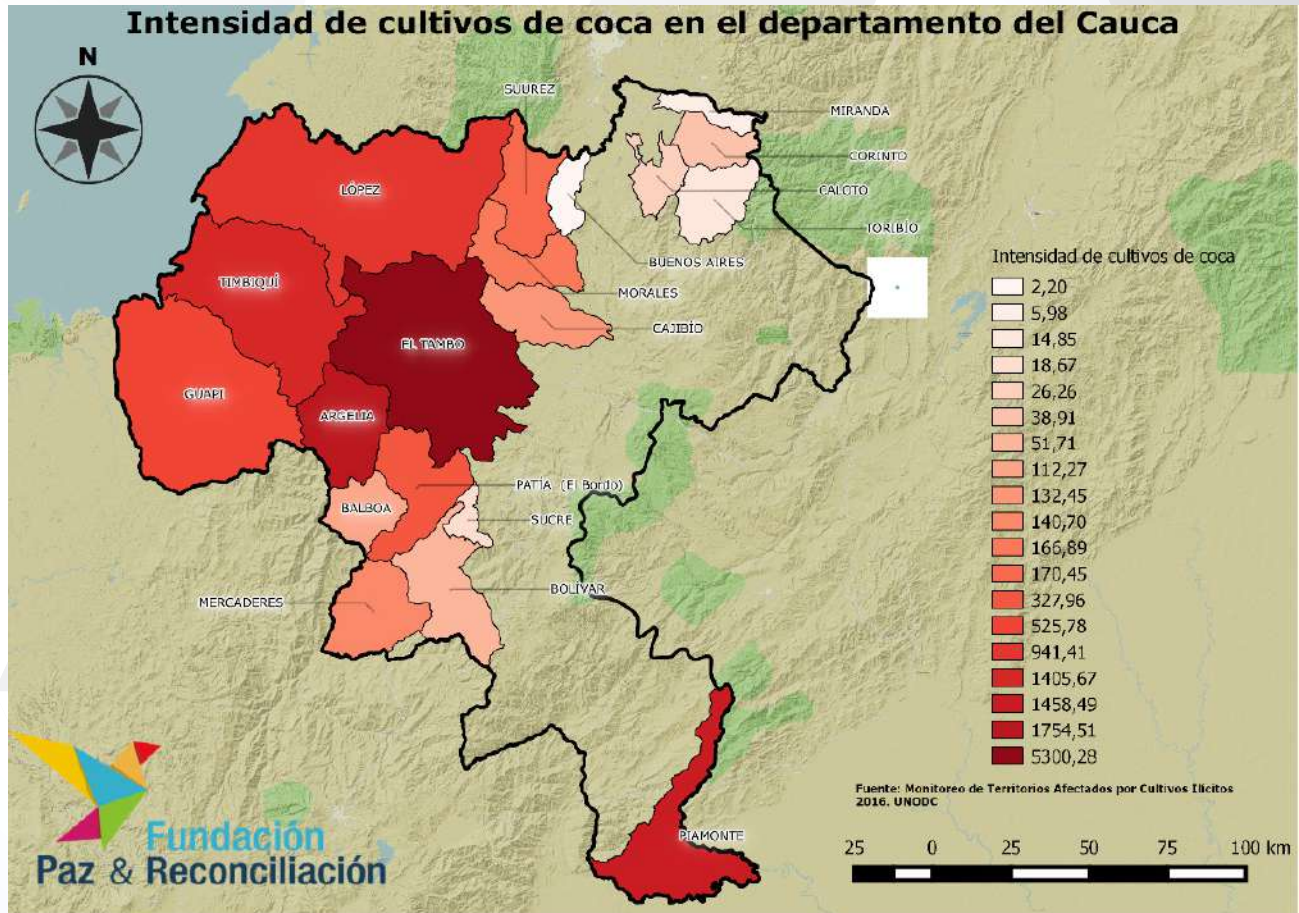 Intensidad de cultivos de coca en el departamento del Cauca
N
SUUREZ
MIRANDA
CORINTO
LÓPEZ
CALOTO
TORIBÍO
BUENOS AIRES
TIMBIQUÍ
MORALES
CAJIBÍO
EL TAMBO
GUAPI
ARGELIA
PATÍA (El Bordo)
BALBOA
SUCRE
BOLÍVAR
MERCADERES
PIAMONTE
Intensidad de cultivos de coca
2,20
5,98
14,85
18,67
26,26
38,91
51,71
112,27
132,45
140,70
166,89
170,45
327,96
525,78
941,41
1405,67
1458,49
1754,51
5300,28
Fuente: Monitoreo de Territorios Afectados por Cultivos Ilícitos
2016. UNODC
25 0 25 50 75 100 km
Fundación
Paz & Reconciliación